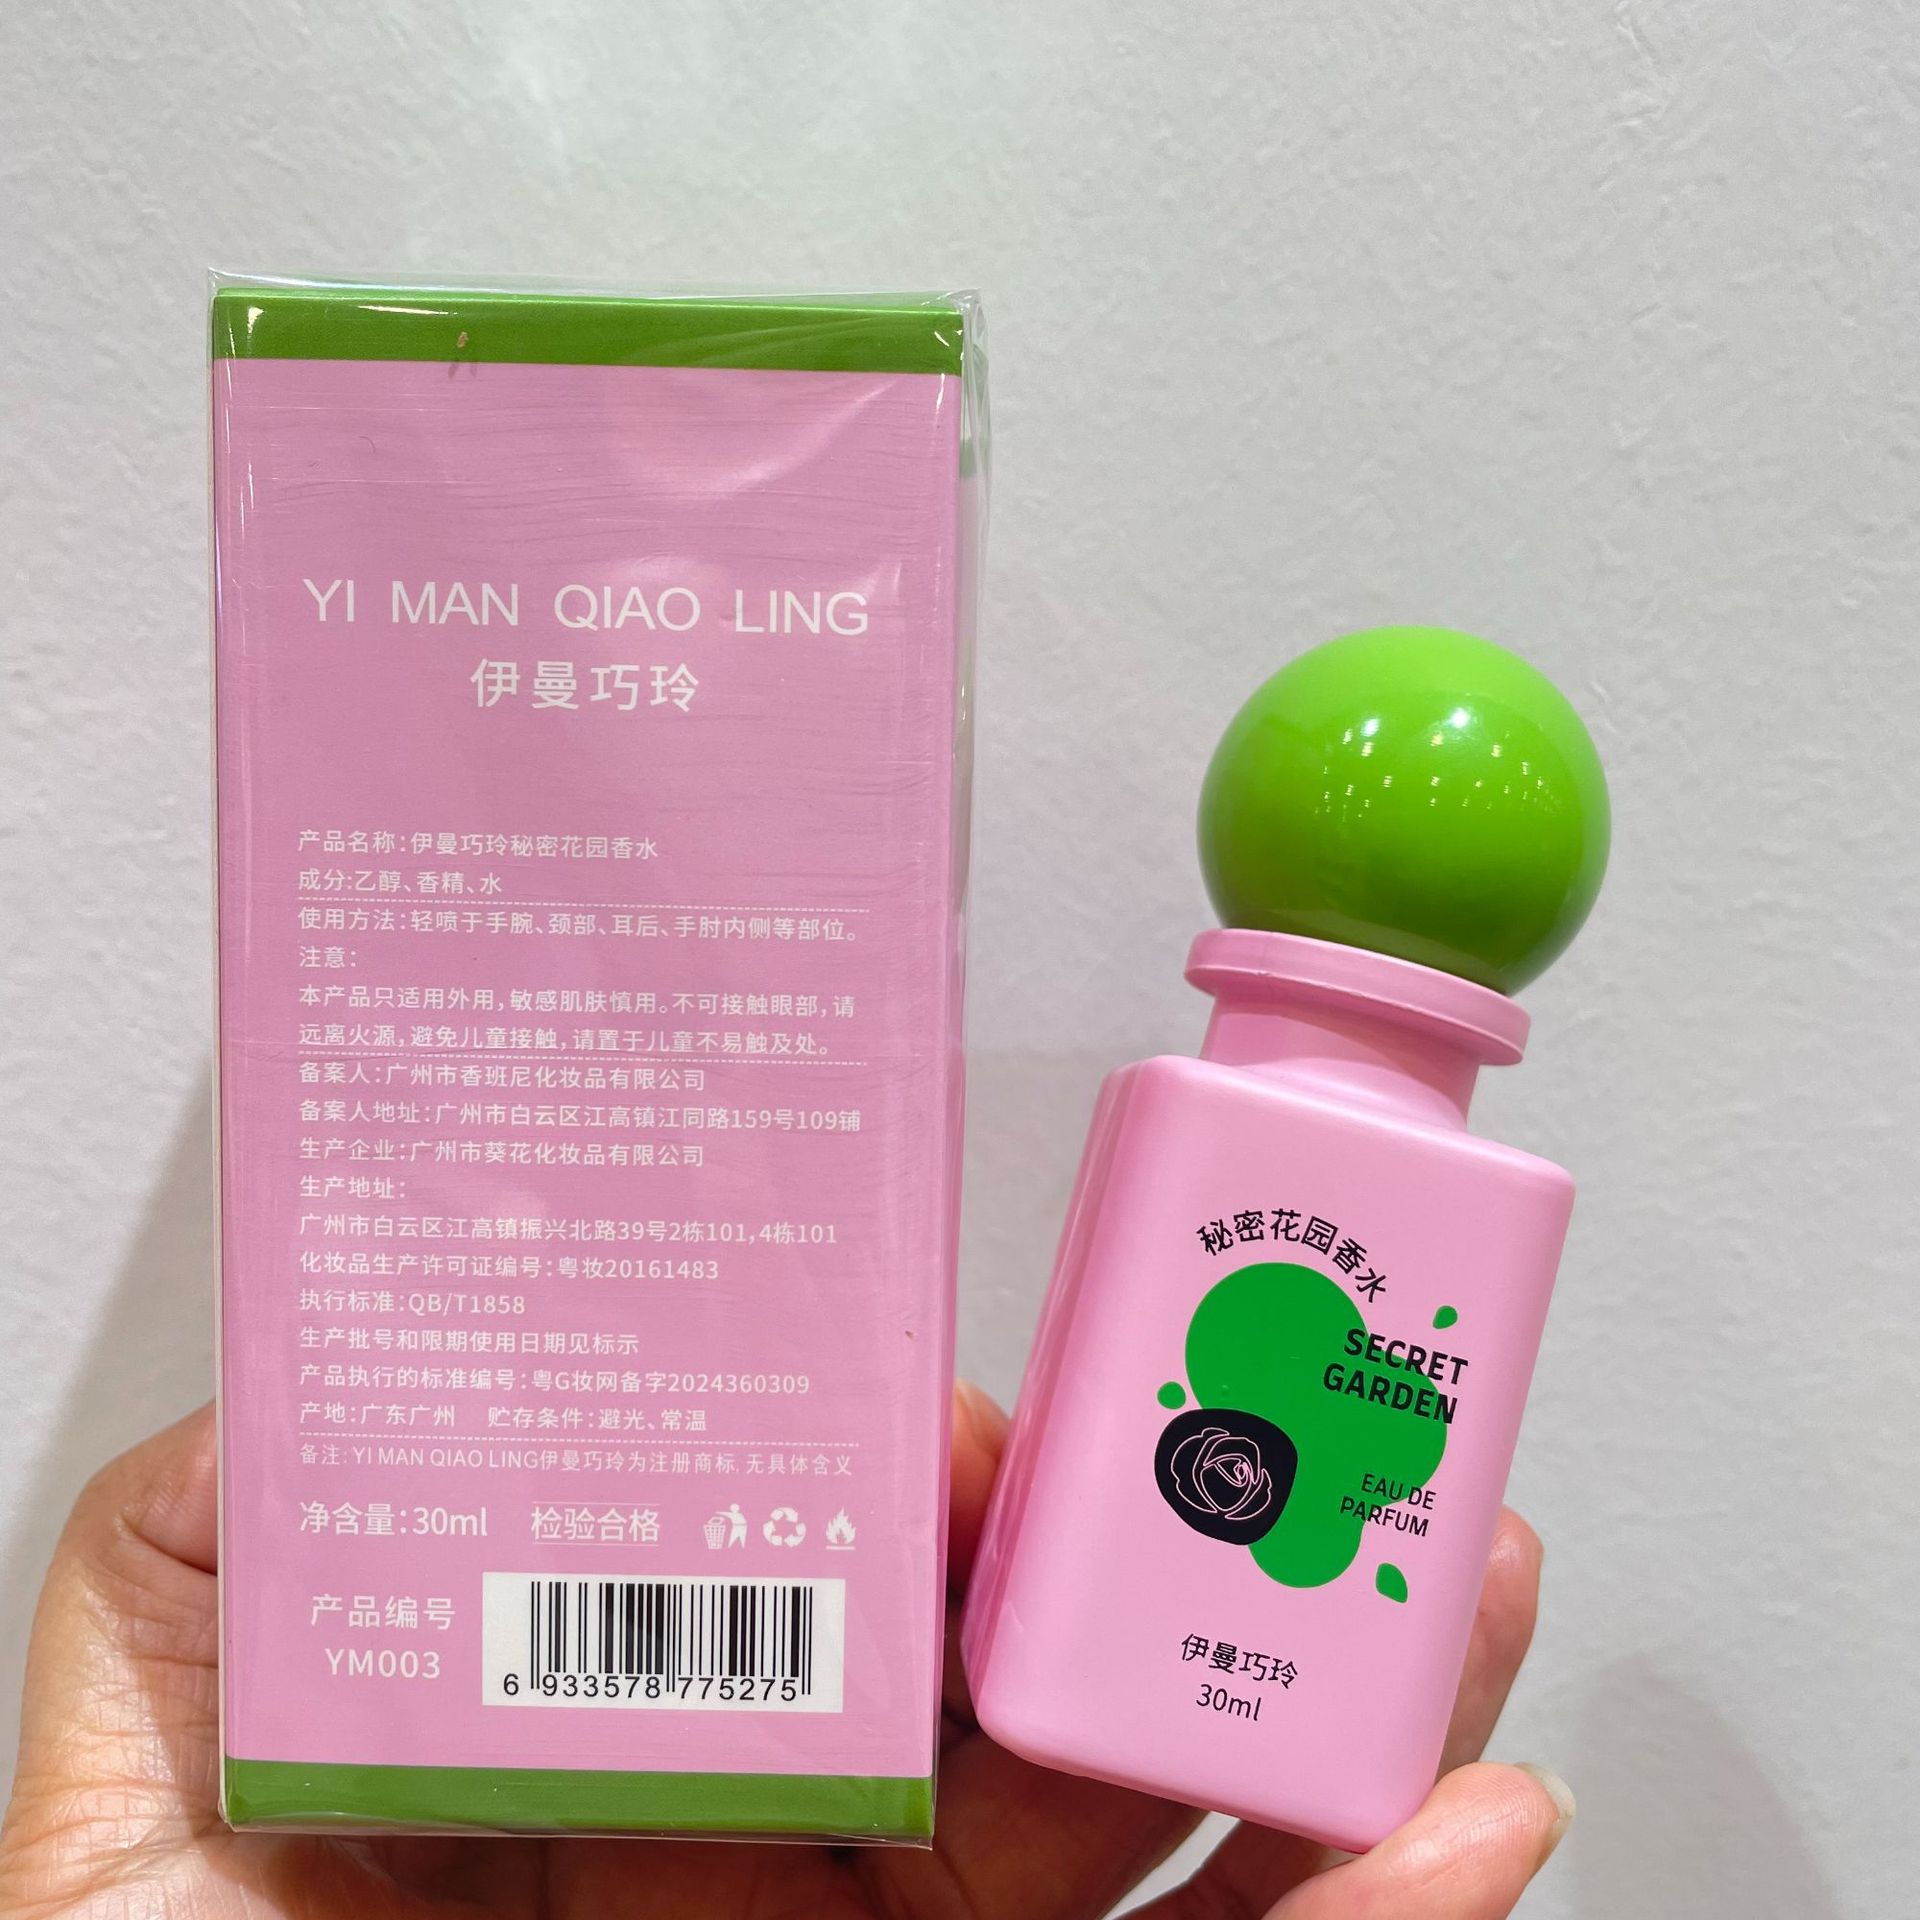 YI MAN QIAO LING
伊曼巧玲
产品名称:伊曼巧玲秘密花园香水
成分:乙醇、香精、水
使用方法:轻喷于手腕、颈部、耳后、手肘内侧等部位。
注意:
本产品只适用外用,敏感肌肤慎用。不可接触眼部,请
远离火源,避免儿童接触,请置于儿童不易触及处。
备案人:广州市香班尼化妆品有限公司
备案人地址:广州市白云区江高镇江同路159号109铺
生产企业:广州市葵花化妆品有限公司
生产地址:
广州市白云区江高镇振兴北路39号2栋101,4栋101
化妆品生产许可证编号:粤妆20161483
执行标准:QB/T1858
生产批号和限期使用日期见标示
产品执行的标准编号:粤G妆网备字2024360309
产地:广东广州 贮存条件:避光、常温
备注:YI MAN QIAO LING伊曼巧玲为注册商标,无具体含义
净含量:30ml 检验合格
产品编号
YM003
6 933578 775275
秘密花园香水
SECRET
GARDEN
EAU DE
PARFUM
伊曼巧玲
30ml